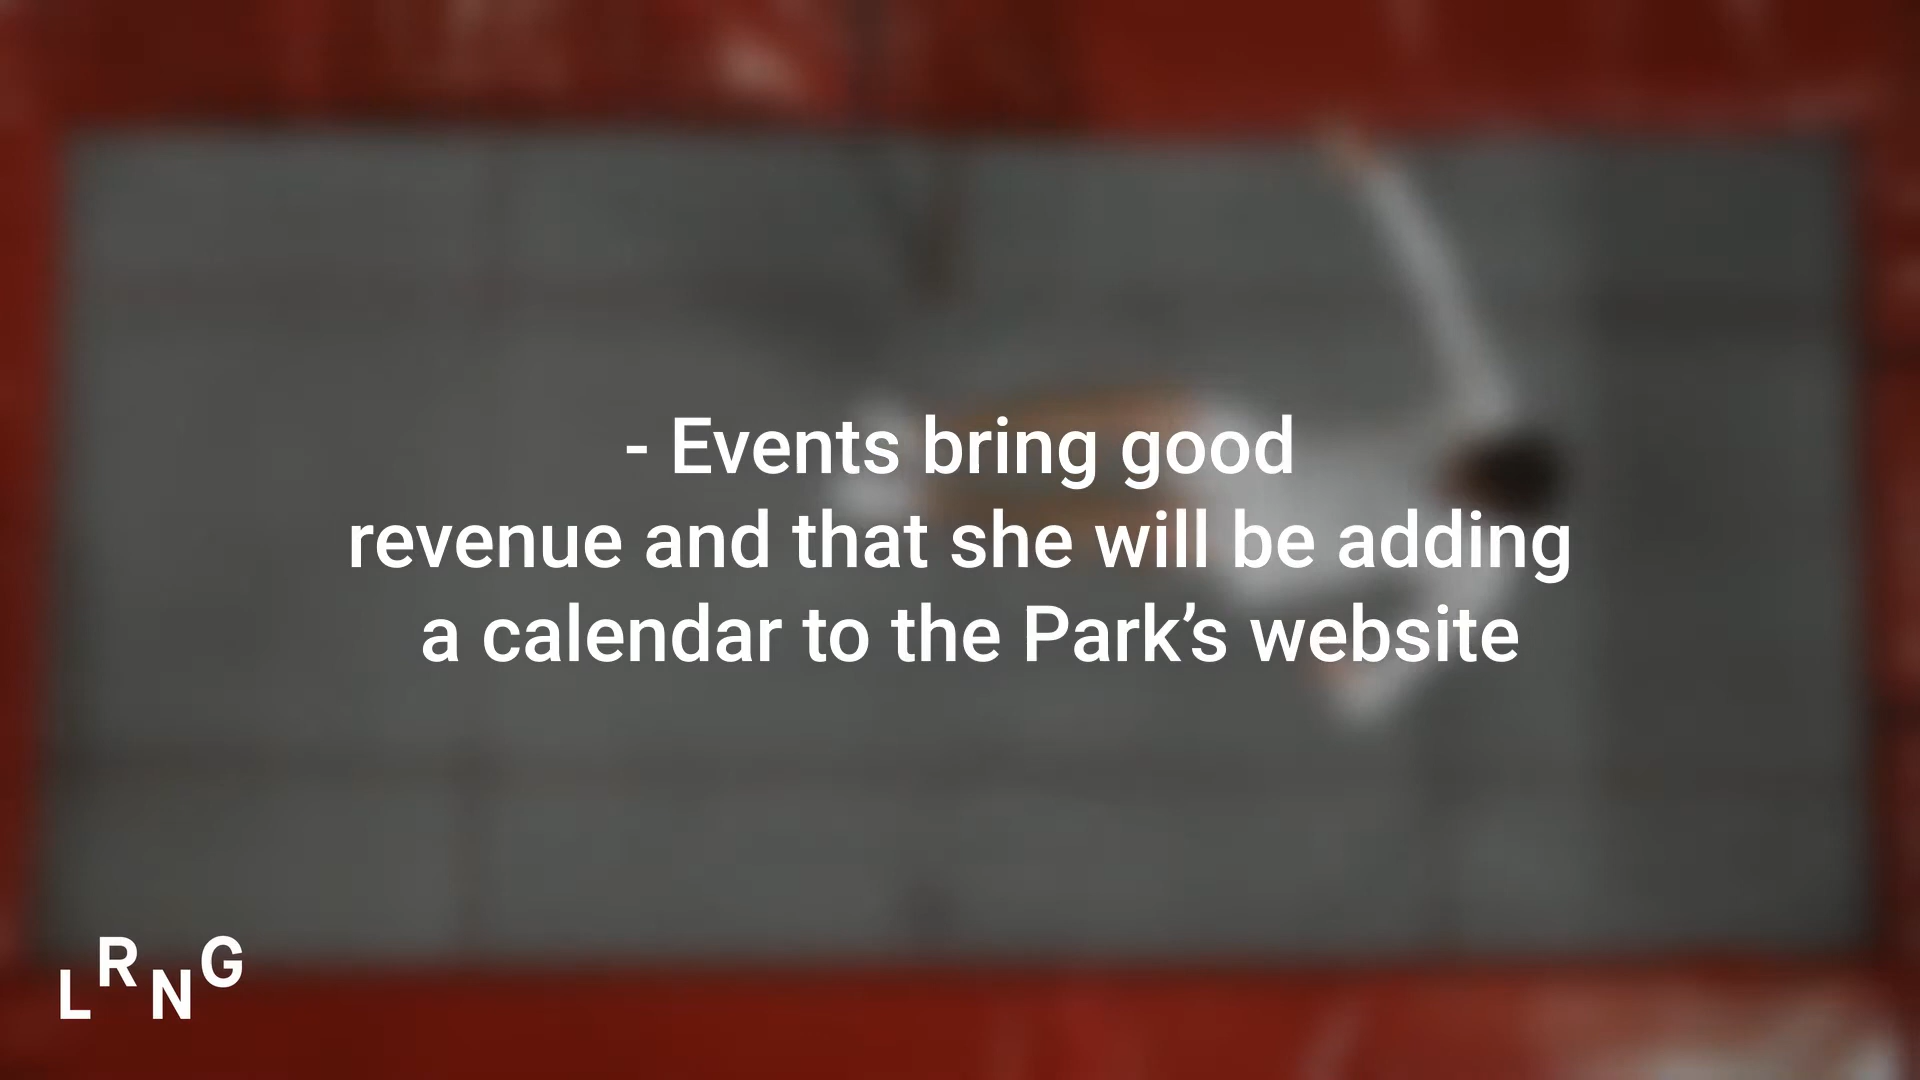 - Events bring good
revenue and that she will be adding
a calendar to the Park’s website
LRNG